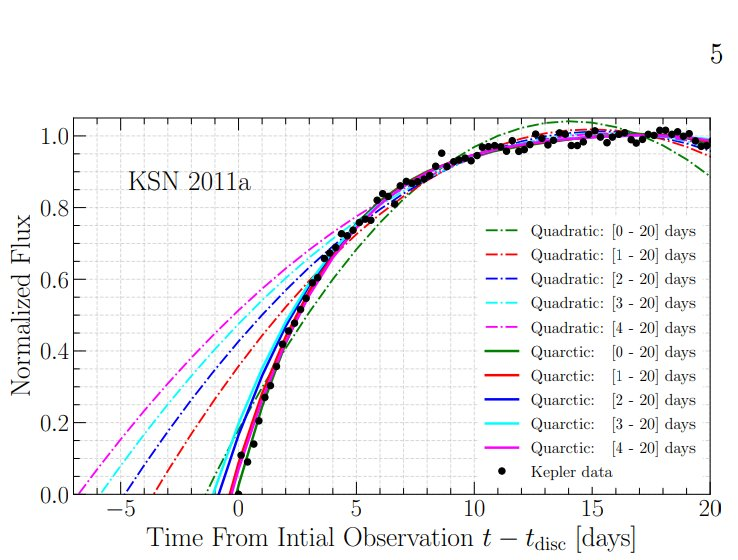 5
KSN 2011a
Normalized Flux
1.0
0.8
0.6
0.4
0.2
0.0
Quadratic: [0 - 20] days
Quadratic: [1 - 20] days
Quadratic: [2 - 20] days
Quadratic: [3 - 20] days
Quadratic: [4 - 20] days
Quarctic: [0 - 20] days
Quarctic: [1 - 20] days
Quarctic: [2 - 20] days
Quarctic: [3 - 20] days
Quarctic: [4 - 20] days
Kepler data
−5 0 5 10 15 20
Time From Intial Observation t − t_disc [days]